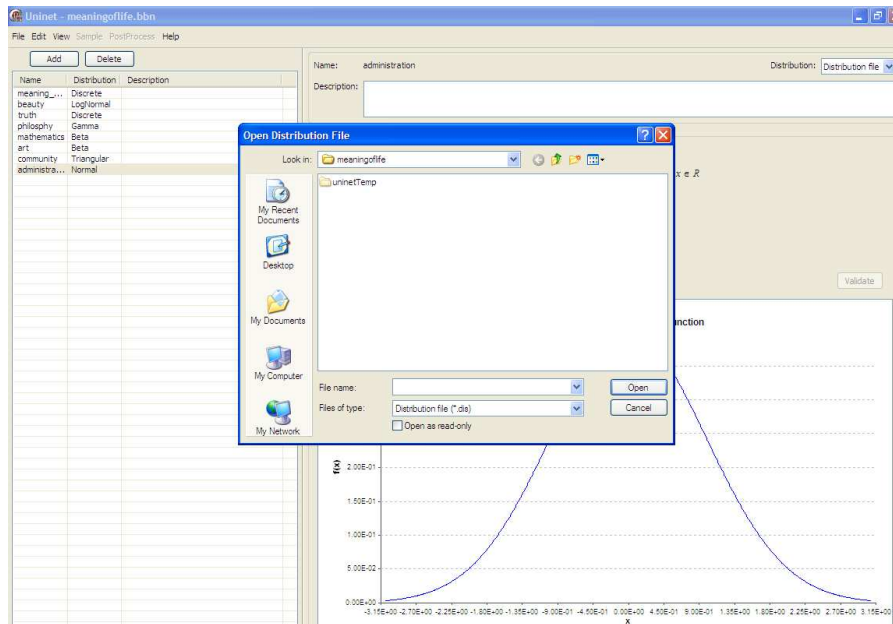 Uninet - meaningoflife.bbn
File Edit View Sample PostProcess Help
Add Delete
Name Distribution Description
meaning_... Discrete
beauty LogNormal
truth Discrete
philosphy Gamma
mathematics Beta
art Beta
community Triangular
administra... Normal
Name: administration
Distribution: Distribution file
Description:
Open Distribution File
Look in: meaningoflife
uninetTemp
My Recent Documents
Desktop
My Documents
My Computer
My Network
File name:
Open
Files of type: Distribution file (*.dis)
Cancel
Open as read-only
x ∈ R
Validate
nction
f(x)
2.00E-01
1.50E-01
1.00E-01
5.00E-02
0.00E+00
-3.15E+00 -2.70E+00 -2.25E+00 -1.80E+00 -1.35E+00 -9.00E-01 -4.50E-01 0.00E+00 4.50E-01 9.00E-01 1.35E+00 1.80E+00 2.25E+00 2.70E+00 3.15E+00
x